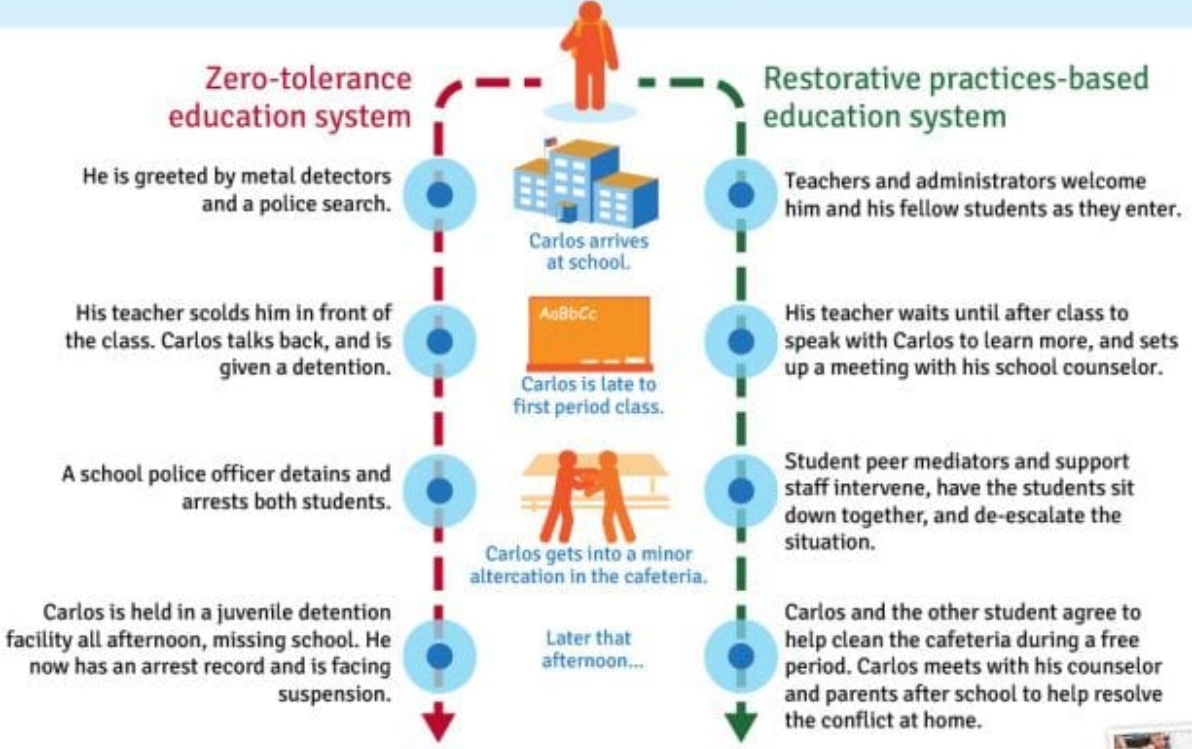 Zero-tolerance
education system
Restorative practices-based
education system
He is greeted by metal detectors
and a police search.
Carlos arrives
at school.
Teachers and administrators welcome
him and his fellow students as they enter.
His teacher scolds him in front of
the class. Carlos talks back, and is
given a detention.
AaBbCc
Carlos is late to
first period class.
His teacher waits until after class to
speak with Carlos to learn more, and sets
up a meeting with his school counselor.
A school police officer detains and
arrests both students.
Carlos gets into a minor
altercation in the cafeteria.
Student peer mediators and support
staff intervene, have the students sit
down together, and de-escalate the
situation.
Carlos is held in a juvenile detention
facility all afternoon, missing school. He
now has an arrest record and is facing
suspension.
Later that
afternoon...
Carlos and the other student agree to
help clean the cafeteria during a free
period. Carlos meets with his counselor
and parents after school to help resolve
the conflict at home.